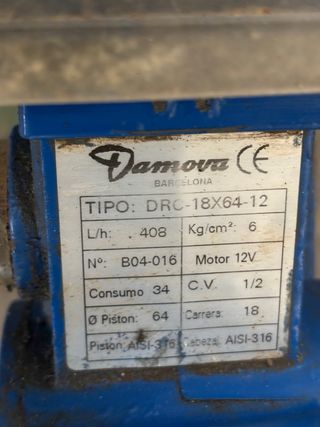 Damova CE
BARCELONA
TIPO: DRC-18X64-12
L/h: 408 Kg/cm²: 6
Nº: B04-016 Motor 12V
Consumo 34 C.V. 1/2
Ø Piston: 64 Carrera: 18
Piston: AISI-316 Cabezal: AISI-316